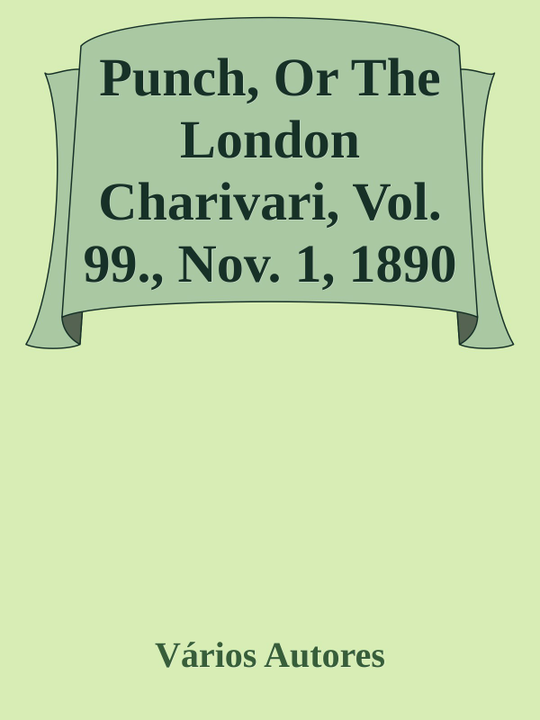 Punch, Or The
London
Charivari, Vol.
99., Nov. 1, 1890
Vários Autores